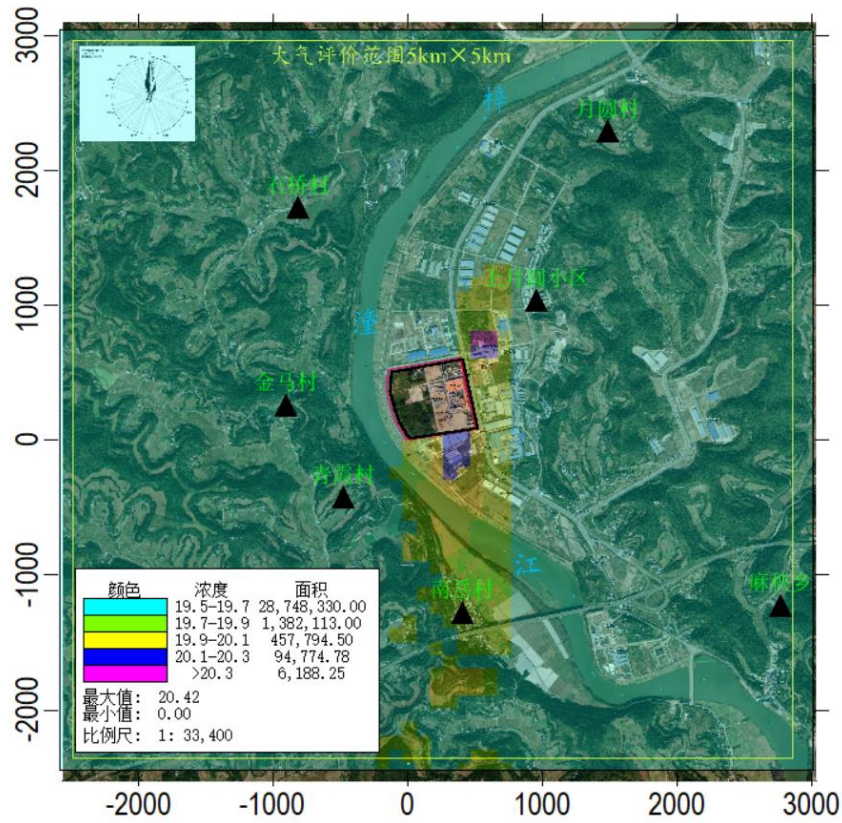 大气评价范围5km×5km
梓
月圆村
石桥村
上月圆小区
潼
金马村
青霞村
江
南岳村
麻秧乡
颜色 浓度 面积
19.5-19.7 28,748,330.00
19.7-19.9 1,382,113.00
19.9-20.1 457,794.50
20.1-20.3 94,774.78
>20.3 6,188.25
最大值: 20.42
最小值: 0.00
比例尺: 1: 33,400
3000
2000
1000
0
-1000
-2000
-2000 -1000 0 1000 2000 3000